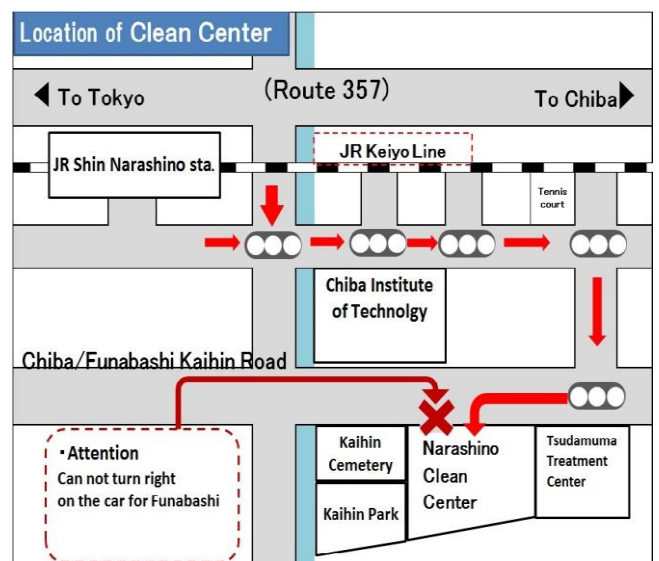 Location of Clean Center
(Route 357)
To Tokyo
To Chiba
JR Shin Narashino sta.
JR Keiyo Line
Tennis
court
Chiba Institute
of Technolgy
Chiba/Funabashi Kaihin Road
・Attention
Can not turn right
on the car for Funabashi
Kaihin
Cemetery
Kaihin Park
Narashino
Clean
Center
Tsudamuma
Treatment
Center